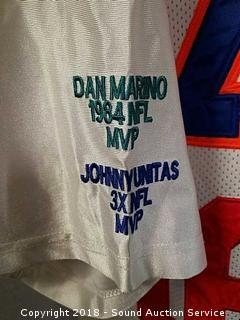 DAN MARINO
1984 NFL
MVP
JOHNNY UNITAS
3X NFL
MVP
Copyright 2018 - Sound Auction Service